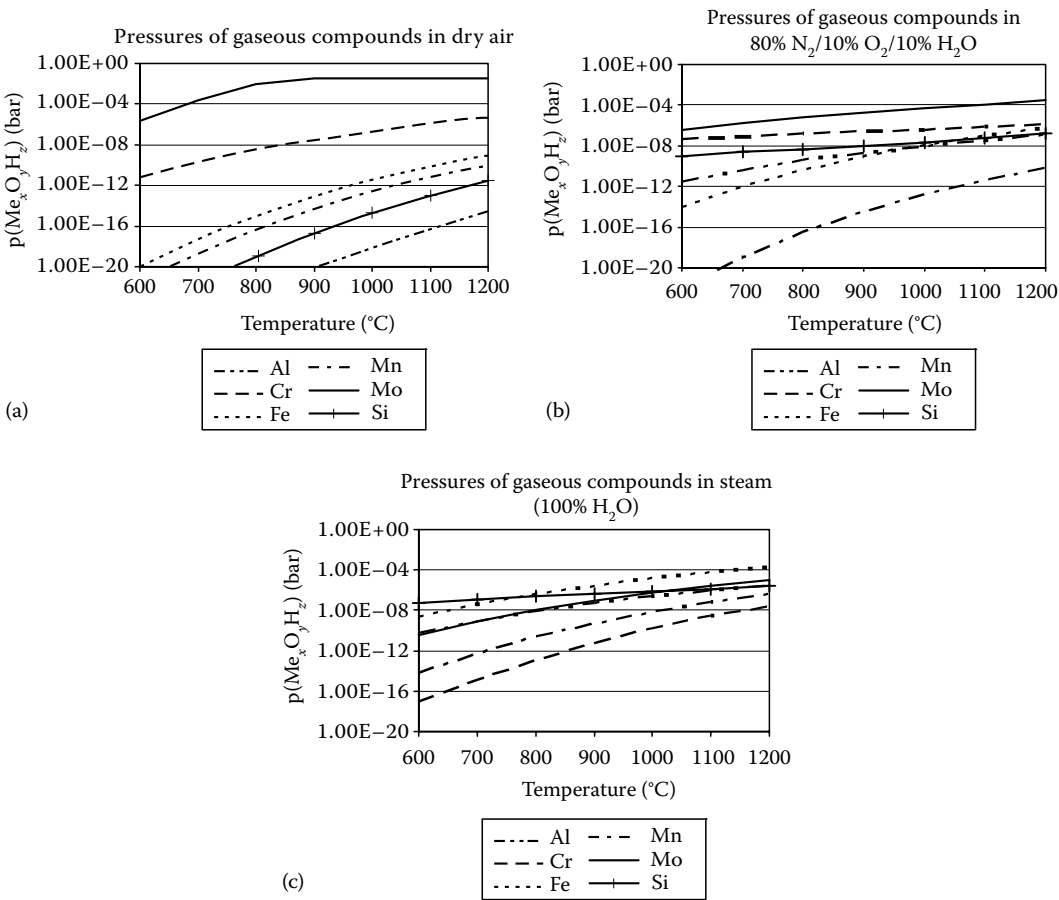 Pressures of gaseous compounds in dry air
p(MeₓOᵧH_z) (bar)
1.00E+00
1.00E−04
1.00E−08
1.00E−12
1.00E−16
1.00E−20
600 700 800 900 1000 1100 1200
Temperature (°C)
Al Mn
Cr Mo
Fe Si
(a)
Pressures of gaseous compounds in
80% N₂/10% O₂/10% H₂O
p(MeₓOᵧH_z) (bar)
1.00E+00
1.00E−04
1.00E−08
1.00E−12
1.00E−16
1.00E−20
600 700 800 900 1000 1100 1200
Temperature (°C)
Al Mn
Cr Mo
Fe Si
(b)
Pressures of gaseous compounds in steam
(100% H₂O)
p(MeₓOᵧH_z) (bar)
1.00E+00
1.00E−04
1.00E−08
1.00E−12
1.00E−16
1.00E−20
600 700 800 900 1000 1100 1200
Temperature (°C)
Al Mn
Cr Mo
Fe Si
(c)